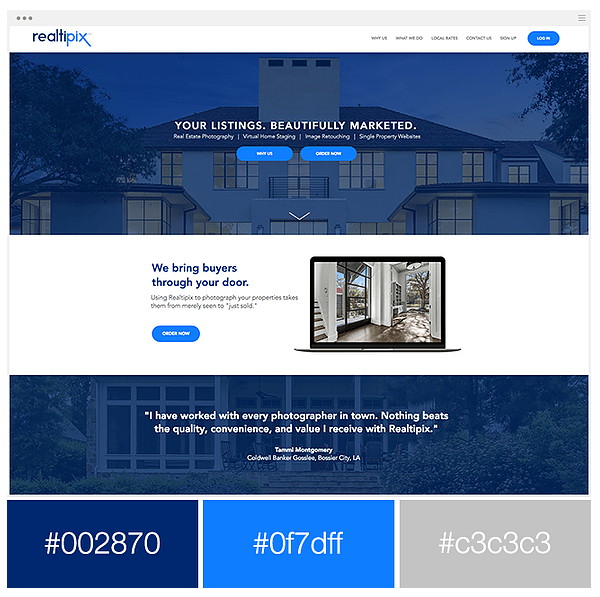 realtipix
WHY US WHAT WE DO LOCAL RATES CONTACT US SIGN UP LOG IN
YOUR LISTINGS. BEAUTIFULLY MARKETED.
Real Estate Photography | Virtual Home Staging | Image Retouching | Single Property Websites
WHY US ORDER NOW
We bring buyers
through your door.
Using Realtipix to photograph your properties takes
them from merely seen to "just sold."
ORDER NOW
"I have worked with every photographer in town. Nothing beats
the quality, convenience, and value I receive with Realtipix."
Tammi Montgomery
Coldwell Banker Gosslee, Bossier City, LA
#002870 #0f7dff #c3c3c3